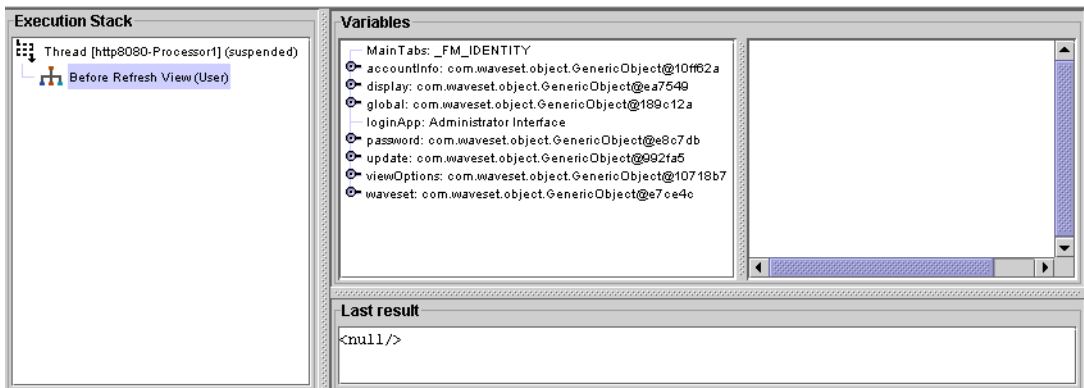 Execution Stack
Thread [http8080-Processor1] (suspended)
Before Refresh View (User)
Variables
MainTabs: _FM_IDENTITY
accountInfo: com.waveset.object.GenericObject@10ff62a
display: com.waveset.object.GenericObject@ea7549
global: com.waveset.object.GenericObject@189c12a
loginApp: Administrator Interface
password: com.waveset.object.GenericObject@e8c7db
update: com.waveset.object.GenericObject@992fa5
viewOptions: com.waveset.object.GenericObject@10718b7
waveset: com.waveset.object.GenericObject@e7ce4c
Last result
<null/>